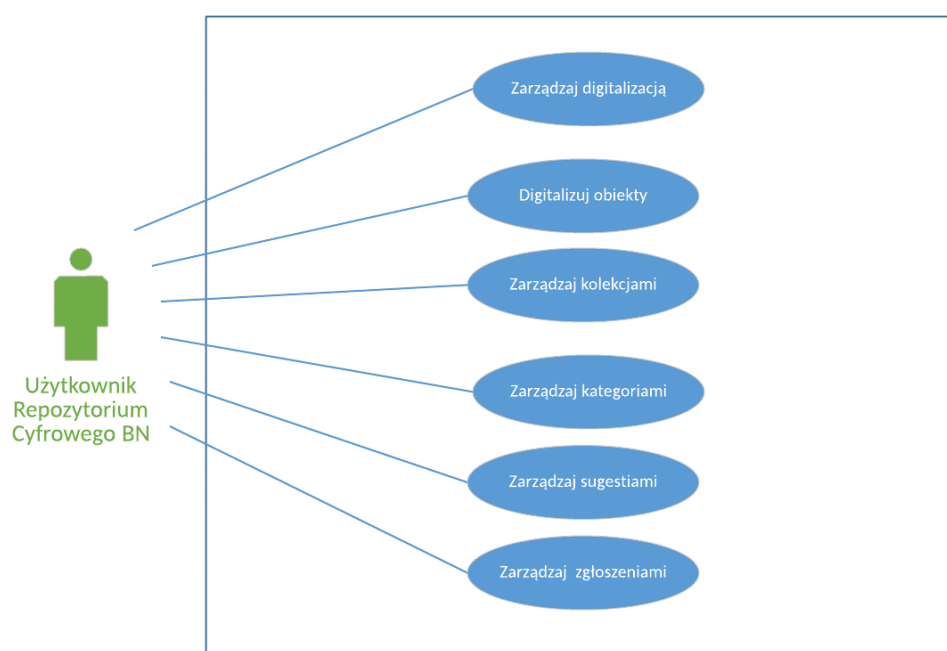 Zarządzaj digitalizacją
Digitalizuj obiekty
Zarządzaj kolekcjami
Zarządzaj kategoriami
Zarządzaj sugestiami
Zarządzaj zgłoszeniami
Użytkownik
Repozytorium
Cyfrowego BN